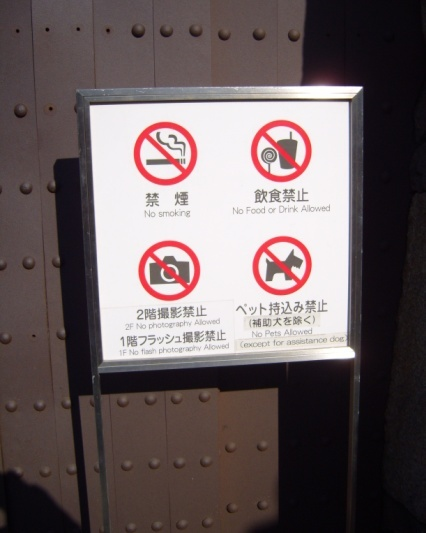 禁 煙
No smoking
飲食禁止
No Food or Drink Allowed
2階撮影禁止
2F No photography Allowed
1階フラッシュ撮影禁止
1F No flash photography Allowed
ペット持込み禁止
(補助犬を除く)
No Pets Allowed
(except for assistance dog)